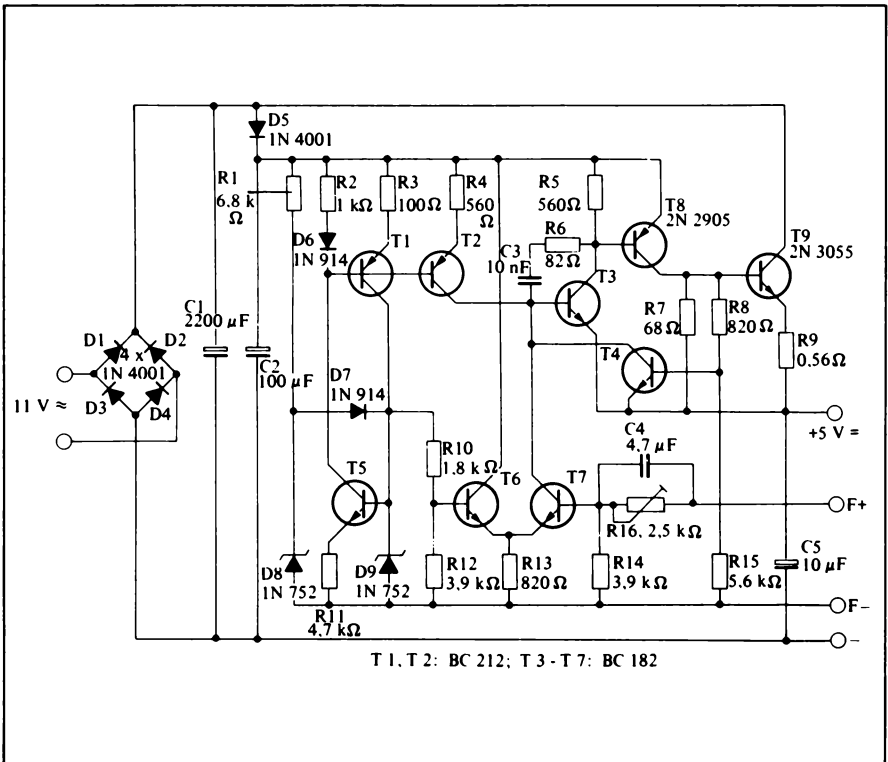 D5
1N 4001
R1
6.8 k
Ω
R2
1 kΩ
R3
100Ω
R4
560
Ω
R5
560Ω
T8
2N 2905
R6
82Ω
D6
1N 914
T1
T2
C3
10 nF
T9
2N 3055
T3
C1
2200 µF
R7
68Ω
R8
820Ω
D1
D2
4 x
1N 4001
T4
R9
0,56Ω
C2
100 µF
D7
1N 914
11 V ≈
D3
D4
+5 V =
C4
4,7 µF
R10
1,8 kΩ
T5
T6
T7
F+
R16, 2,5 kΩ
D8
1N 752
D9
1N 752
R12
3,9 kΩ
R13
820Ω
R14
3,9 kΩ
R15
5.6 kΩ
C5
10 µF
F−
R11
4,7 kΩ
−
T 1, T 2: BC 212; T 3 - T 7: BC 182